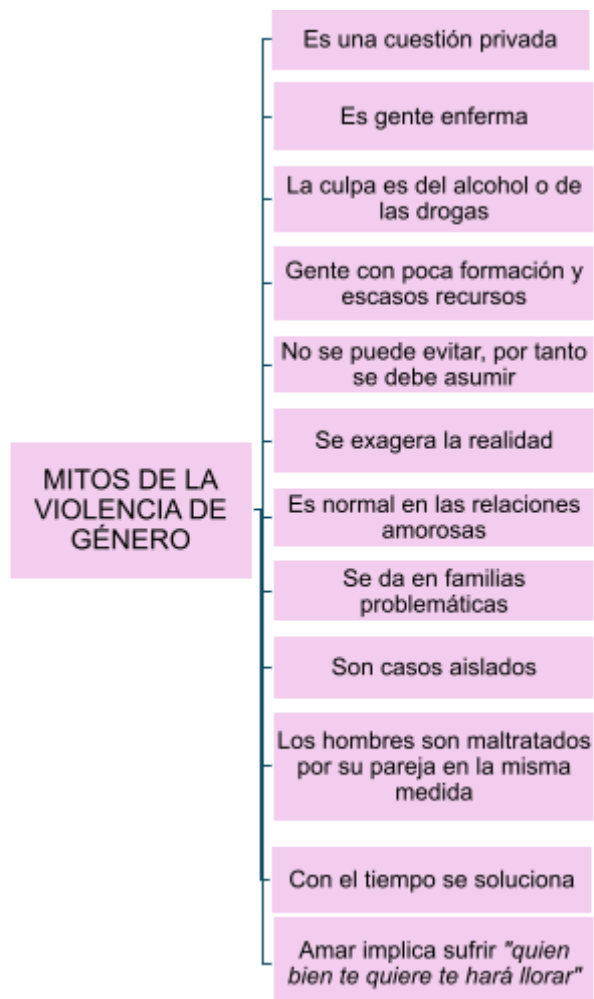 Es una cuestión privada
Es gente enferma
La culpa es del alcohol o de
las drogas
Gente con poca formación y
escasos recursos
No se puede evitar, por tanto
se debe asumir
Se exagera la realidad
MITOS DE LA
VIOLENCIA DE
GÉNERO
Es normal en las relaciones
amorosas
Se da en familias
problemáticas
Son casos aislados
Los hombres son maltratados
por su pareja en la misma
medida
Con el tiempo se soluciona
Amar implica sufrir "quien
bien te quiere te hará llorar"